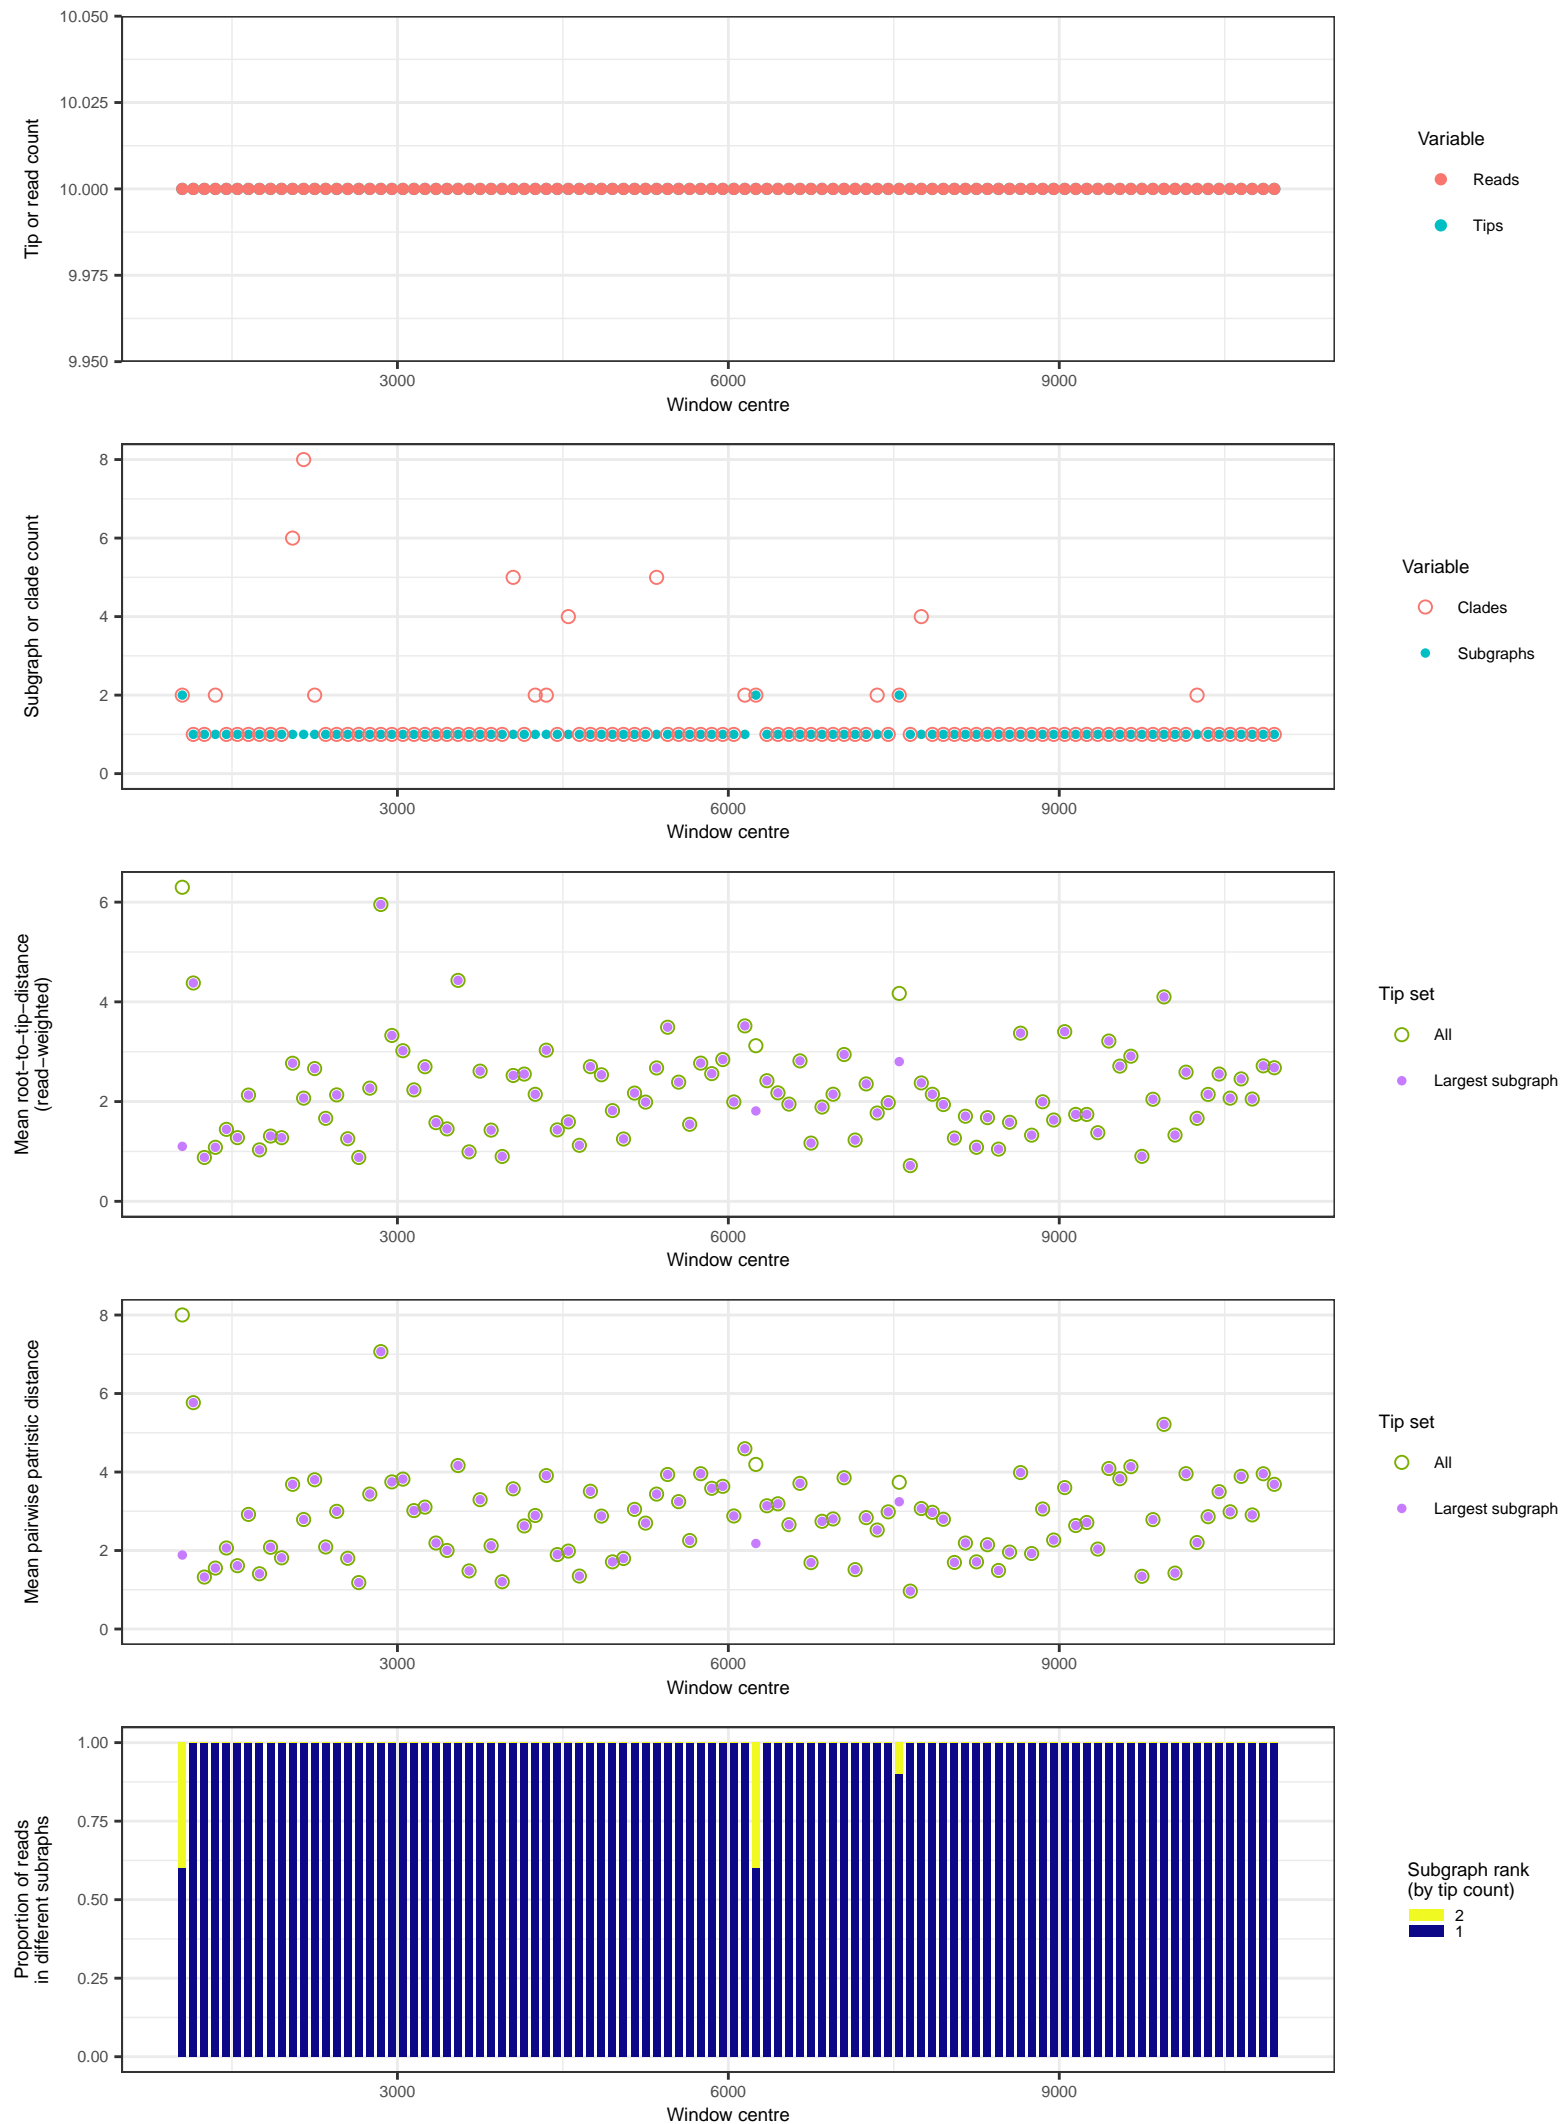 10.050
10.025
10.000
9.975
9.950
Tip or read count
3000
6000
9000
Window centre
Variable
Reads
Tips
8
6
4
2
0
Subgraph or clade count
3000
6000
9000
Window centre
Variable
Clades
Subgraphs
6
4
2
0
Mean root−to−tip−distance
(read−weighted)
3000
6000
9000
Window centre
Tip set
All
Largest subgraph
8
6
4
2
0
Mean pairwise patristic distance
3000
6000
9000
Window centre
Tip set
All
Largest subgraph
1.00
0.75
0.50
0.25
0.00
Proportion of reads
in different subraphs
3000
6000
9000
Window centre
Subgraph rank
(by tip count)
2
1